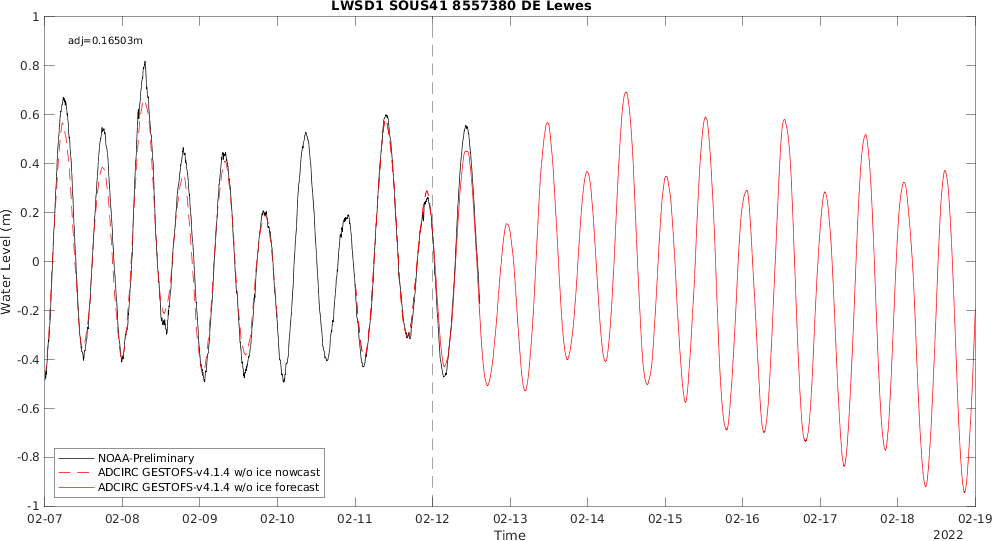 LWSD1 SOUS41 8557380 DE Lewes
adj=0.16503m
Water Level (m)
1
0.8
0.6
0.4
0.2
0
-0.2
-0.4
-0.6
-0.8
-1
NOAA-Preliminary
ADCIRC GESTOFS-v4.1.4 w/o ice nowcast
ADCIRC GESTOFS-v4.1.4 w/o ice forecast
02-07 02-08 02-09 02-10 02-11 02-12 02-13 02-14 02-15 02-16 02-17 02-18 02-19
Time
2022